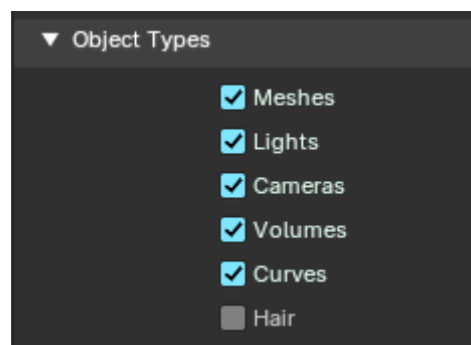 Object Types
Meshes
Lights
Cameras
Volumes
Curves
Hair